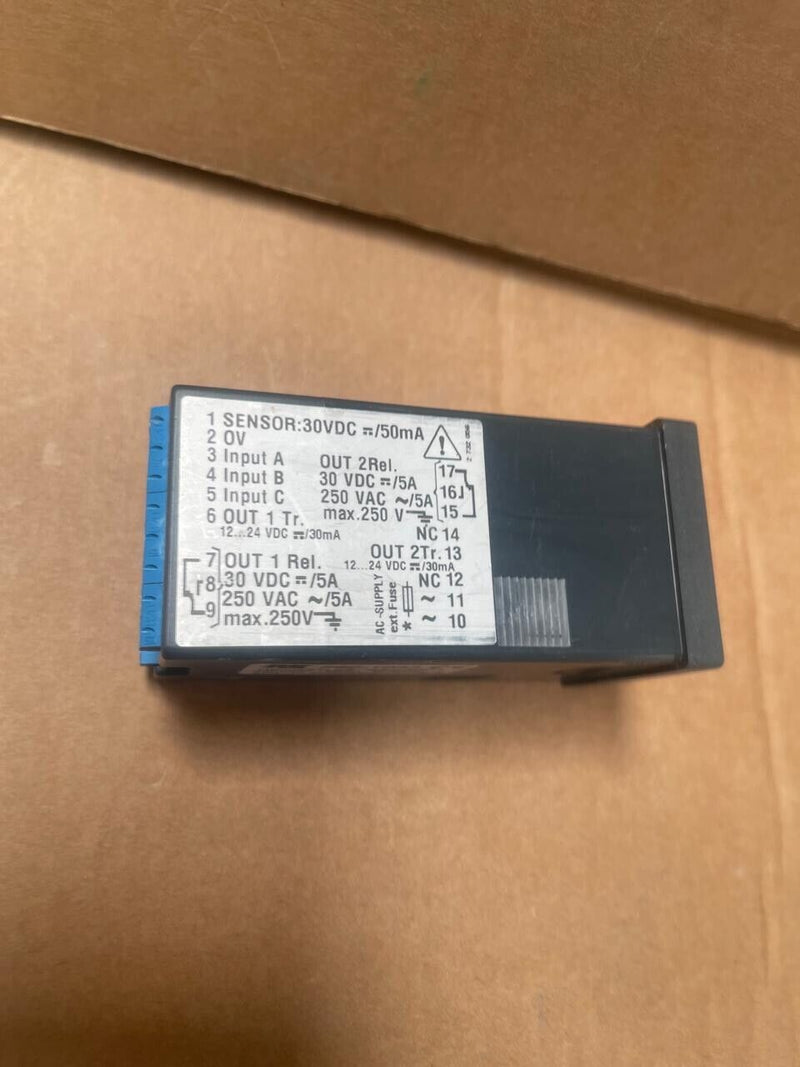 1 SENSOR:30VDC ⎓/50mA
2 0V
3 Input A
4 Input B
5 Input C
6 OUT 1 Tr.
12...24 VDC ⎓/30mA
7 OUT 1 Rel.
8 30 VDC ⎓/5A
9 250 VAC ~/5A
max.250V
OUT 2Rel.
30 VDC ⎓/5A
250 VAC ~/5A
max.250 V
17
16
15
NC 14
OUT 2Tr. 13
12...24 VDC ⎓/30mA
NC 12
~ 11
~ 10
AC-SUPPLY
ext.Fuse
*